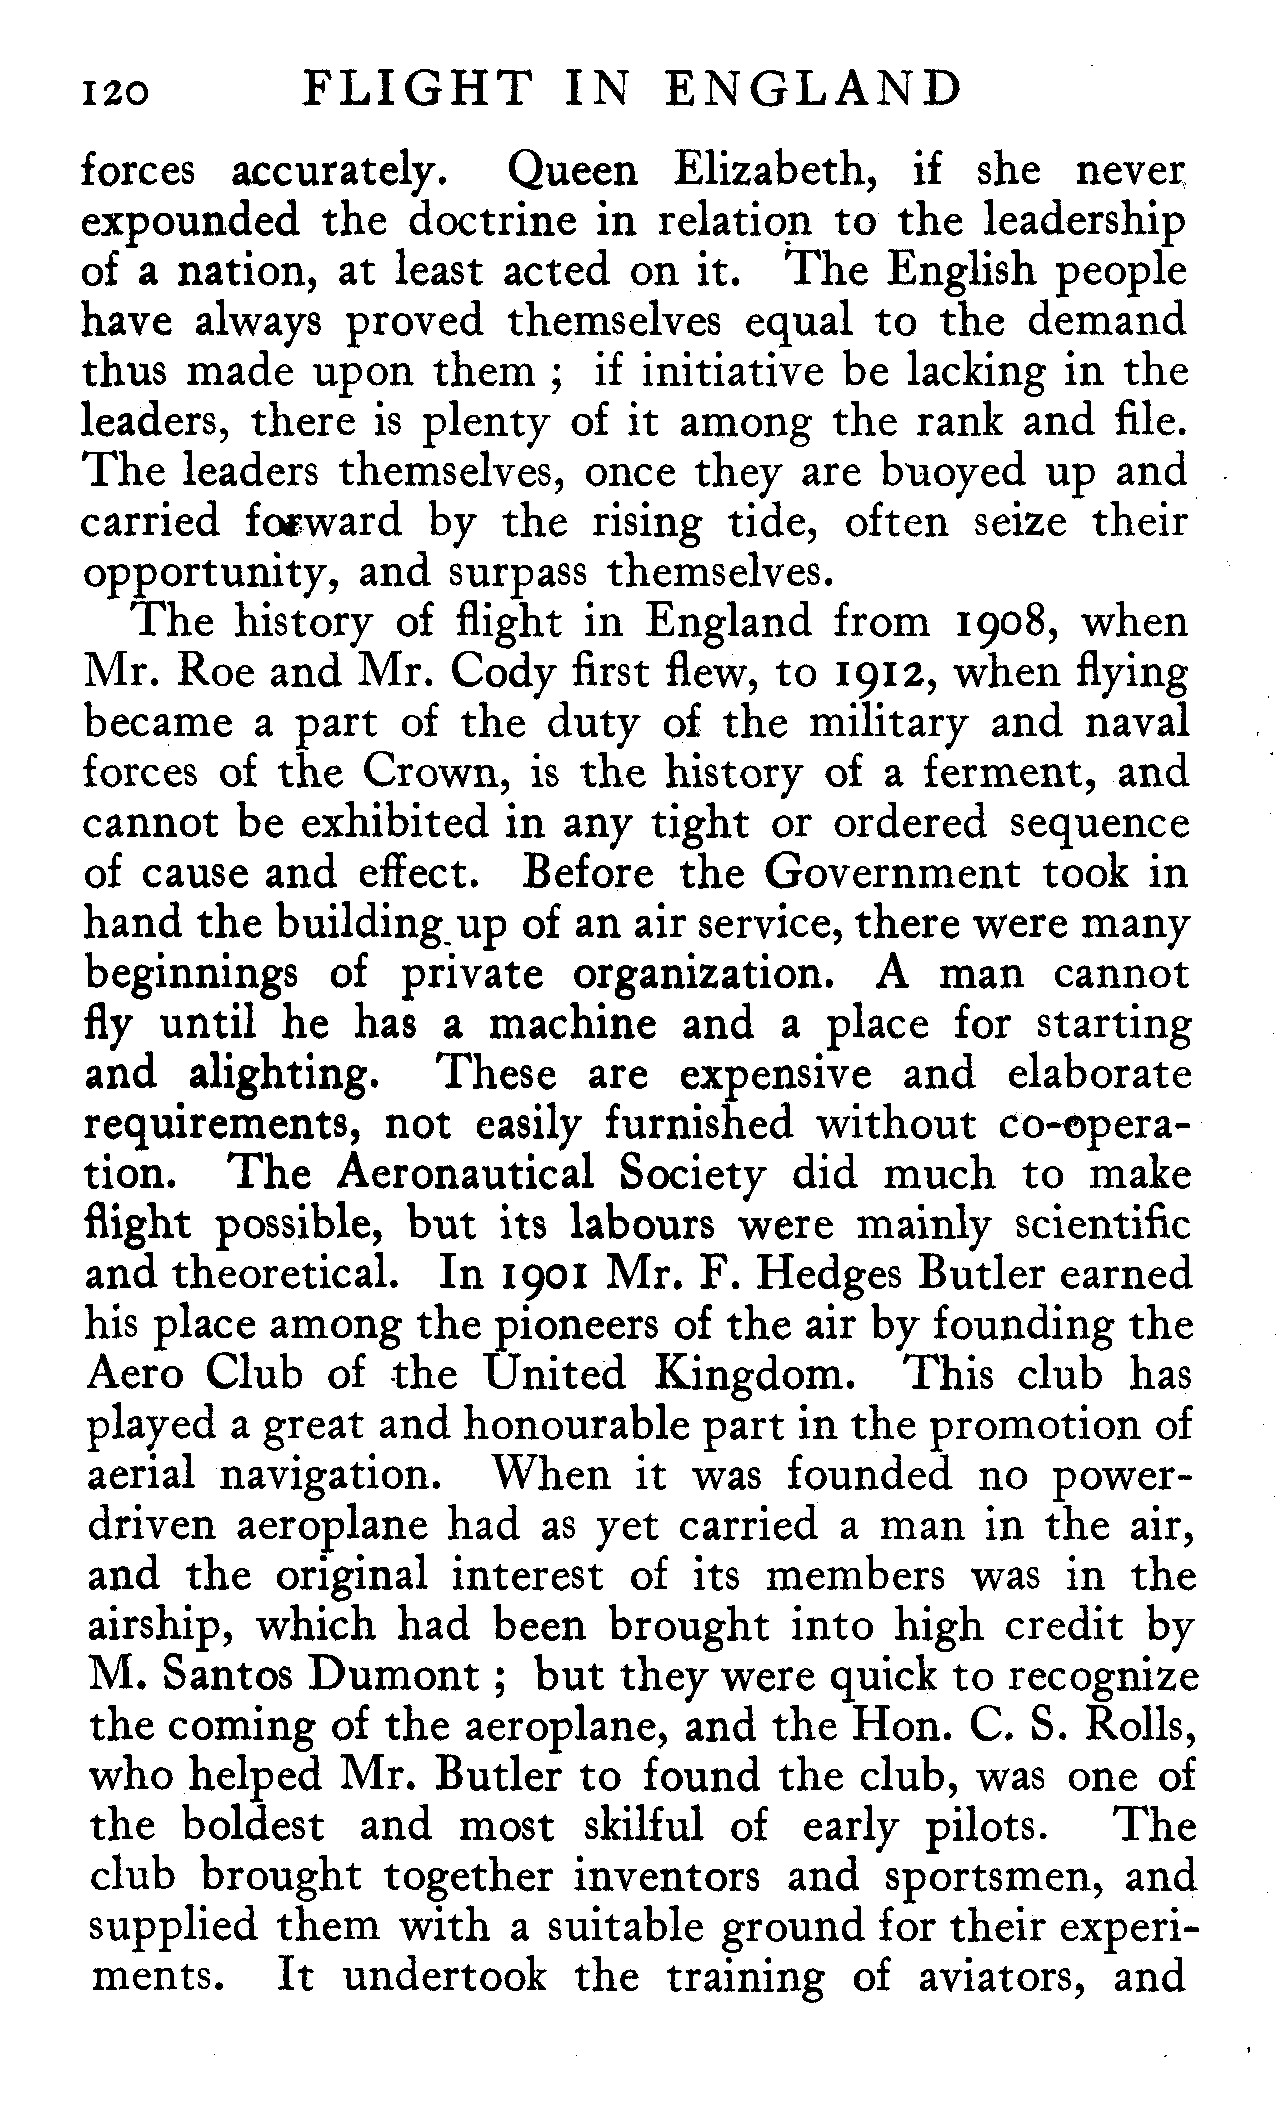 120 FLIGHT IN ENGLAND
forces accurately. Queen Elizabeth, if she never
expounded the doctrine in relation to the leadership
of a nation, at least acted on it. The English people
have always proved themselves equal to the demand
thus made upon them ; if initiative be lacking in the
leaders, there is plenty of it among the rank and file.
The leaders themselves, once they are buoyed up and
carried forward by the rising tide, often seize their
opportunity, and surpass themselves.
The history of flight in England from 1908, when
Mr. Roe and Mr. Cody first flew, to 1912, when flying
became a part of the duty of the military and naval
forces of the Crown, is the history of a ferment, and
cannot be exhibited in any tight or ordered sequence
of cause and effect. Before the Government took in
hand the building up of an air service, there were many
beginnings of private organization. A man cannot
fly until he has a machine and a place for starting
and alighting. These are expensive and elaborate
requirements, not easily furnished without co-opera-
tion. The Aeronautical Society did much to make
flight possible, but its labours were mainly scientific
and theoretical. In 1901 Mr. F. Hedges Butler earned
his place among the pioneers of the air by founding the
Aero Club of the United Kingdom. This club has
played a great and honourable part in the promotion of
aerial navigation. When it was founded no power-
driven aeroplane had as yet carried a man in the air,
and the original interest of its members was in the
airship, which had been brought into high credit by
M. Santos Dumont ; but they were quick to recognize
the coming of the aeroplane, and the Hon. C. S. Rolls,
who helped Mr. Butler to found the club, was one of
the boldest and most skilful of early pilots. The
club brought together inventors and sportsmen, and
supplied them with a suitable ground for their experi-
ments. It undertook the training of aviators, and